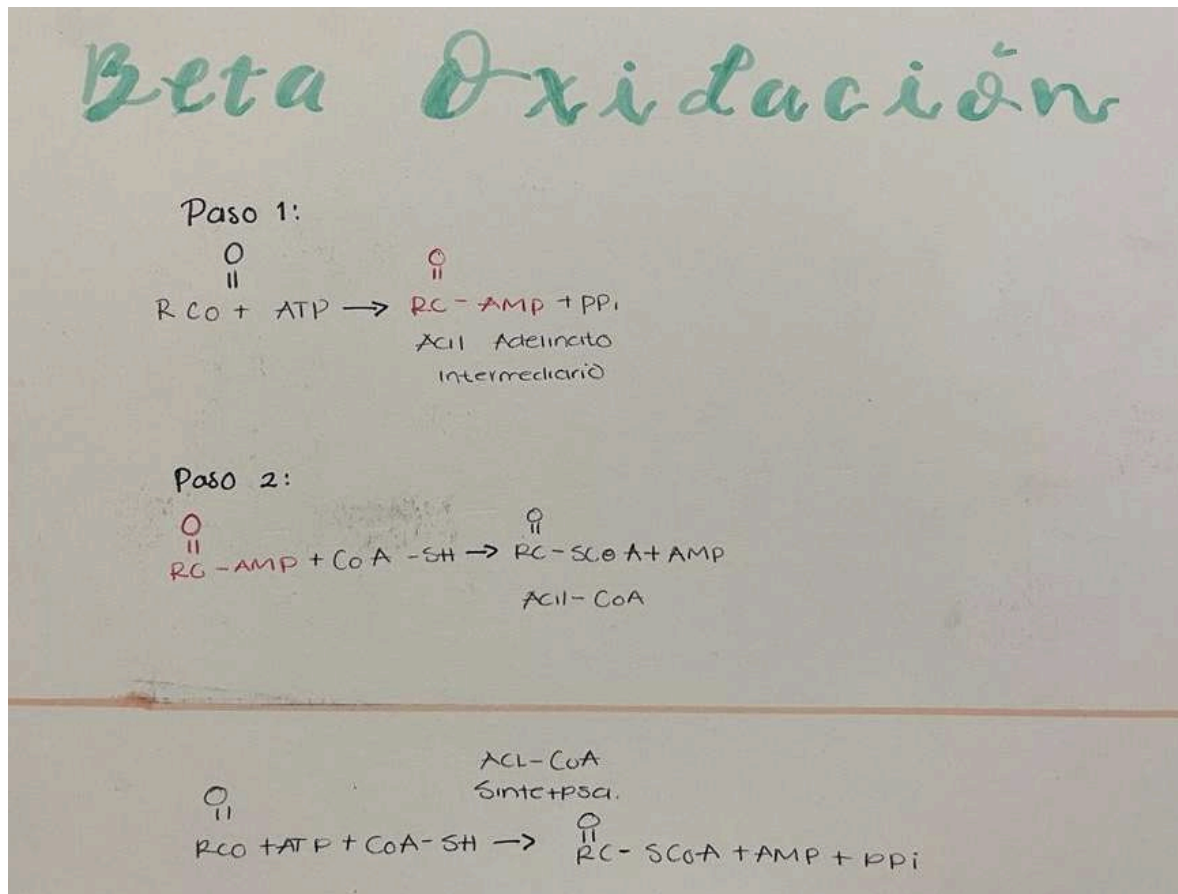 Beta Oxidación
Paso 1:
O
||
RCO + ATP → RC - AMP + PPi
O
||
Acil Adelincito
Intermediario
Paso 2:
O
||
RC - AMP + CoA - SH → RC - SCoA + AMP
O
||
Acil - CoA
ACL - CoA
Sintetpsa.
O
||
RCO + ATP + CoA - SH → RC - SCoA + AMP + PPi
O
||